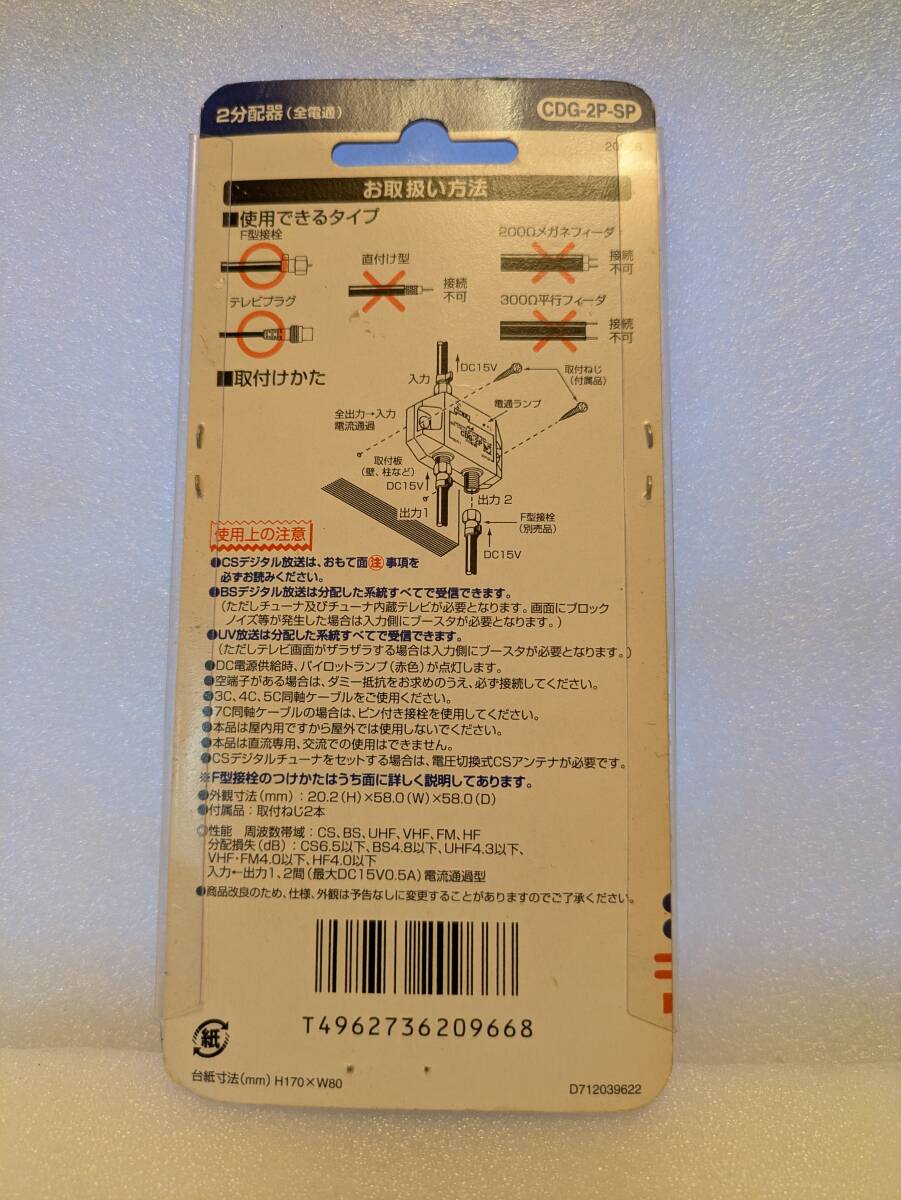 2分配器(全電通)
CDG-2P-SP
お取扱い方法
■使用できるタイプ
F型接栓
直付け型
接続
不可
テレビプラグ
200Ωメガネフィーダ
接続
不可
300Ω平行フィーダ
接続
不可
■取付けかた
入力
DC15V
取付ねじ
(付属品)
電通ランプ
全出力→入力
電流通過
CDG-2P
取付板
(壁、柱など)
DC15V
出力1
出力2
F型接栓
(別売品)
DC15V
使用上の注意
●CSデジタル放送は、おもて面注事項を
必ずお読みください。
●BSデジタル放送は分配した系統すべてで受信できます。
(ただしチューナ及びチューナ内蔵テレビが必要となります。画面にブロック
ノイズ等が発生した場合は入力側にブースタが必要となります。)
●UV放送は分配した系統すべてで受信できます。
(ただしテレビ画面がザラザラする場合は入力側にブースタが必要となります。)
●DC電源供給時、パイロットランプ(赤色)が点灯します。
●空端子がある場合は、ダミー抵抗をお求めのうえ、必ず接続してください。
●3C、4C、5C同軸ケーブルをご使用ください。
●7C同軸ケーブルの場合は、ピン付き接栓を使用してください。
●本品は屋内用ですから屋外では使用しないでください。
●本品は直流専用、交流での使用はできません。
●CSデジタルチューナをセットする場合は、電圧切換式CSアンテナが必要です。
※F型接栓のつけかたはうち面に詳しく説明してあります。
●外観寸法(mm):20.2(H)×58.0(W)×58.0(D)
●付属品:取付ねじ2本
●性能 周波数帯域:CS、BS、UHF、VHF、FM、HF
分配損失(dB):CS6.5以下、BS4.8以下、UHF4.3以下、
VHF・FM4.0以下、HF4.0以下
入力←出力1、2間(最大DC15V0.5A)電流通過型
●商品改良のため、仕様、外観は予告なしに変更することがありますのでご了承ください。
T4962736209668
紙
台紙寸法(mm) H170×W80
D712039622